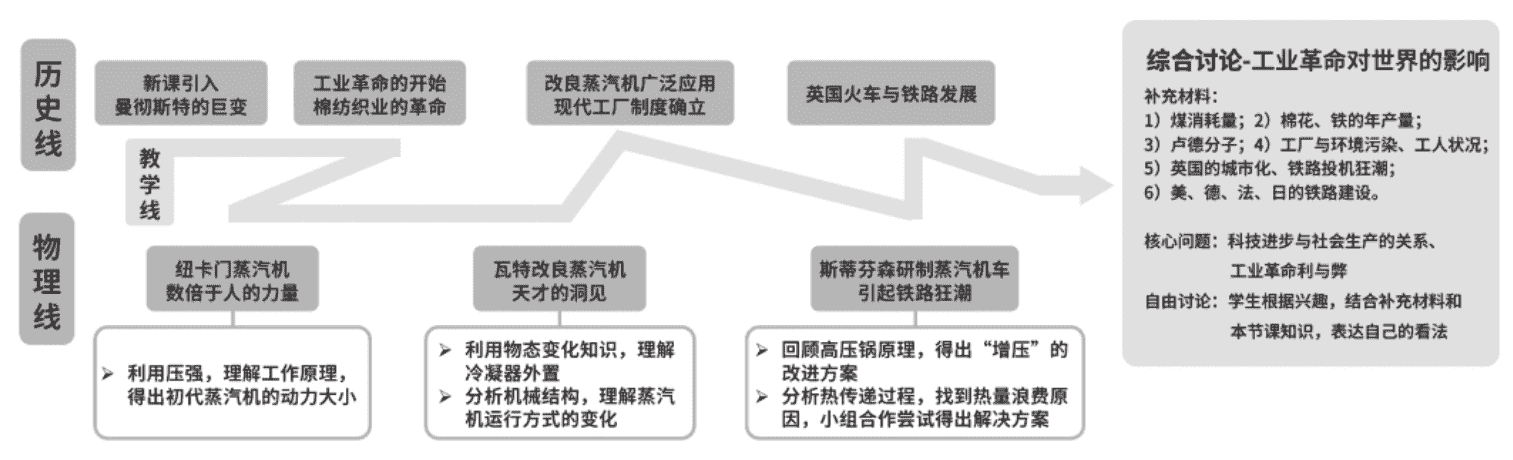 历史线
新课引入
曼彻斯特的巨变
工业革命的开始
棉纺织业的革命
改良蒸汽机广泛应用
现代工厂制度确立
英国火车与铁路发展
教学线
物理线
纽卡门蒸汽机
数倍于人的力量
瓦特改良蒸汽机
天才的洞见
斯蒂芬森研制蒸汽机车
引起铁路狂潮
➢ 利用压强，理解工作原理，
得出初代蒸汽机的动力大小
➢ 利用物态变化知识，理解
冷凝器外置
➢ 分析机械结构，理解蒸汽
机运行方式的变化
➢ 回顾高压锅原理，得出“增压”的
改进方案
➢ 分析热传递过程，找到热量浪费原
因，小组合作尝试得出解决方案
综合讨论-工业革命对世界的影响
补充材料：
1）煤消耗量；2）棉花、铁的年产量；
3）卢德分子；4）工厂与环境污染、工人状况；
5）英国的城市化、铁路投机狂潮；
6）美、德、法、日的铁路建设。
核心问题：科技进步与社会生产的关系、
工业革命利与弊
自由讨论：学生根据兴趣，结合补充材料和
本节课知识，表达自己的看法